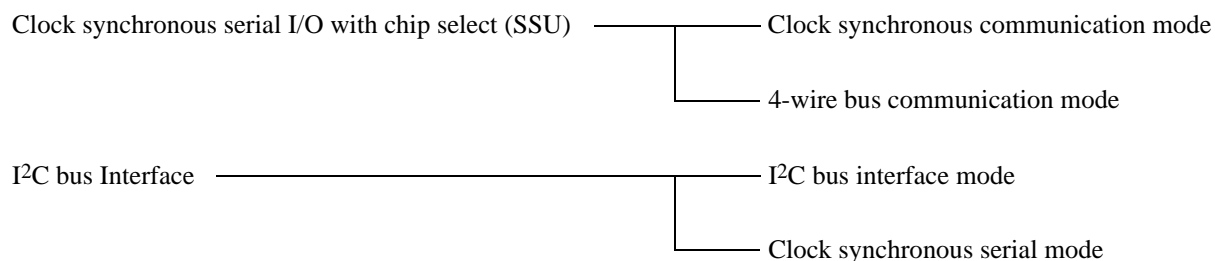 Clock synchronous serial I/O with chip select (SSU) Clock synchronous communication mode
4-wire bus communication mode
I2C bus Interface I2C bus interface mode
Clock synchronous serial mode